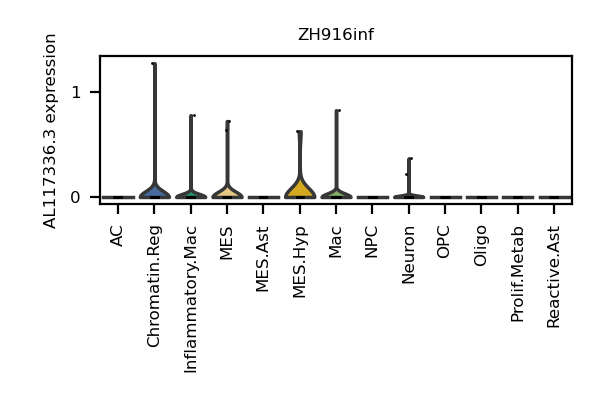 ZH916inf
AL117336.3 expression
1
0
AC
Chromatin.Reg
Inflammatory.Mac
MES
MES.Ast
MES.Hyp
Mac
NPC
Neuron
OPC
Oligo
Prolif.Metab
Reactive.Ast